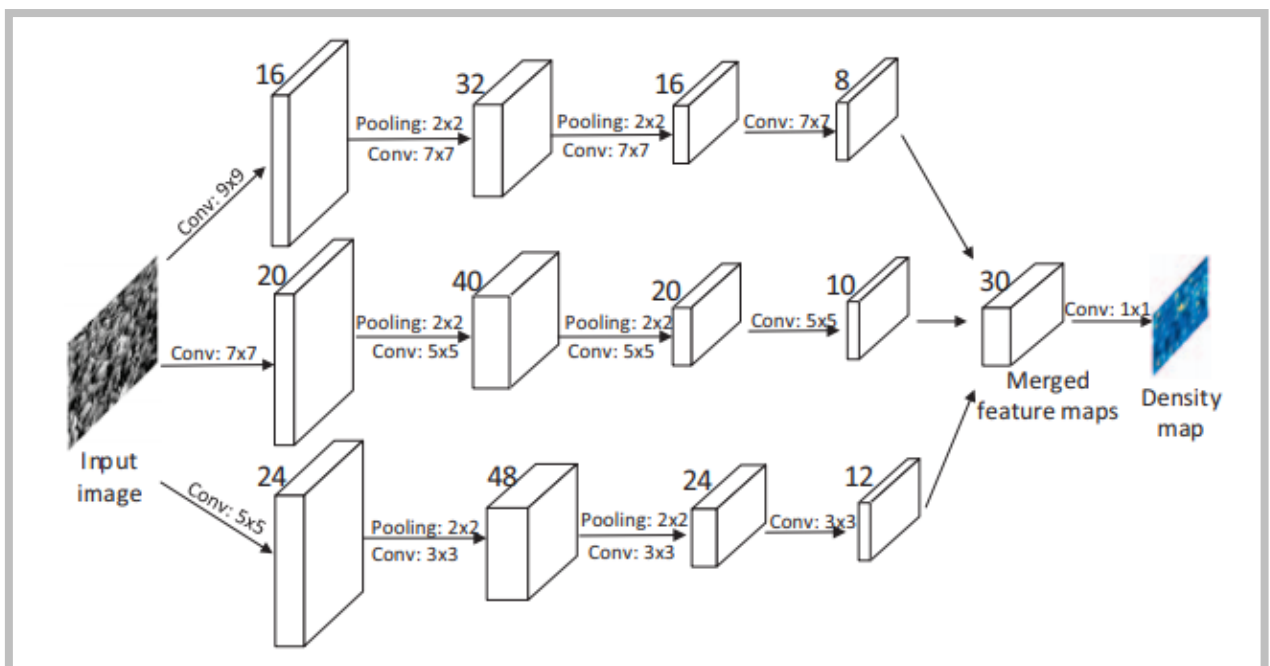 16
32
16
8
Pooling: 2x2
Conv: 7x7
Pooling: 2x2
Conv: 7x7
Conv: 7x7
Conv: 9x9
20
40
20
10
30
Pooling: 2x2
Conv: 5x5
Pooling: 2x2
Conv: 5x5
Conv: 5x5
Conv: 1x1
Conv: 7x7
Merged
feature maps
Density
map
Input
image
24
48
24
12
Conv: 5x5
Pooling: 2x2
Conv: 3x3
Pooling: 2x2
Conv: 3x3
Conv: 3x3